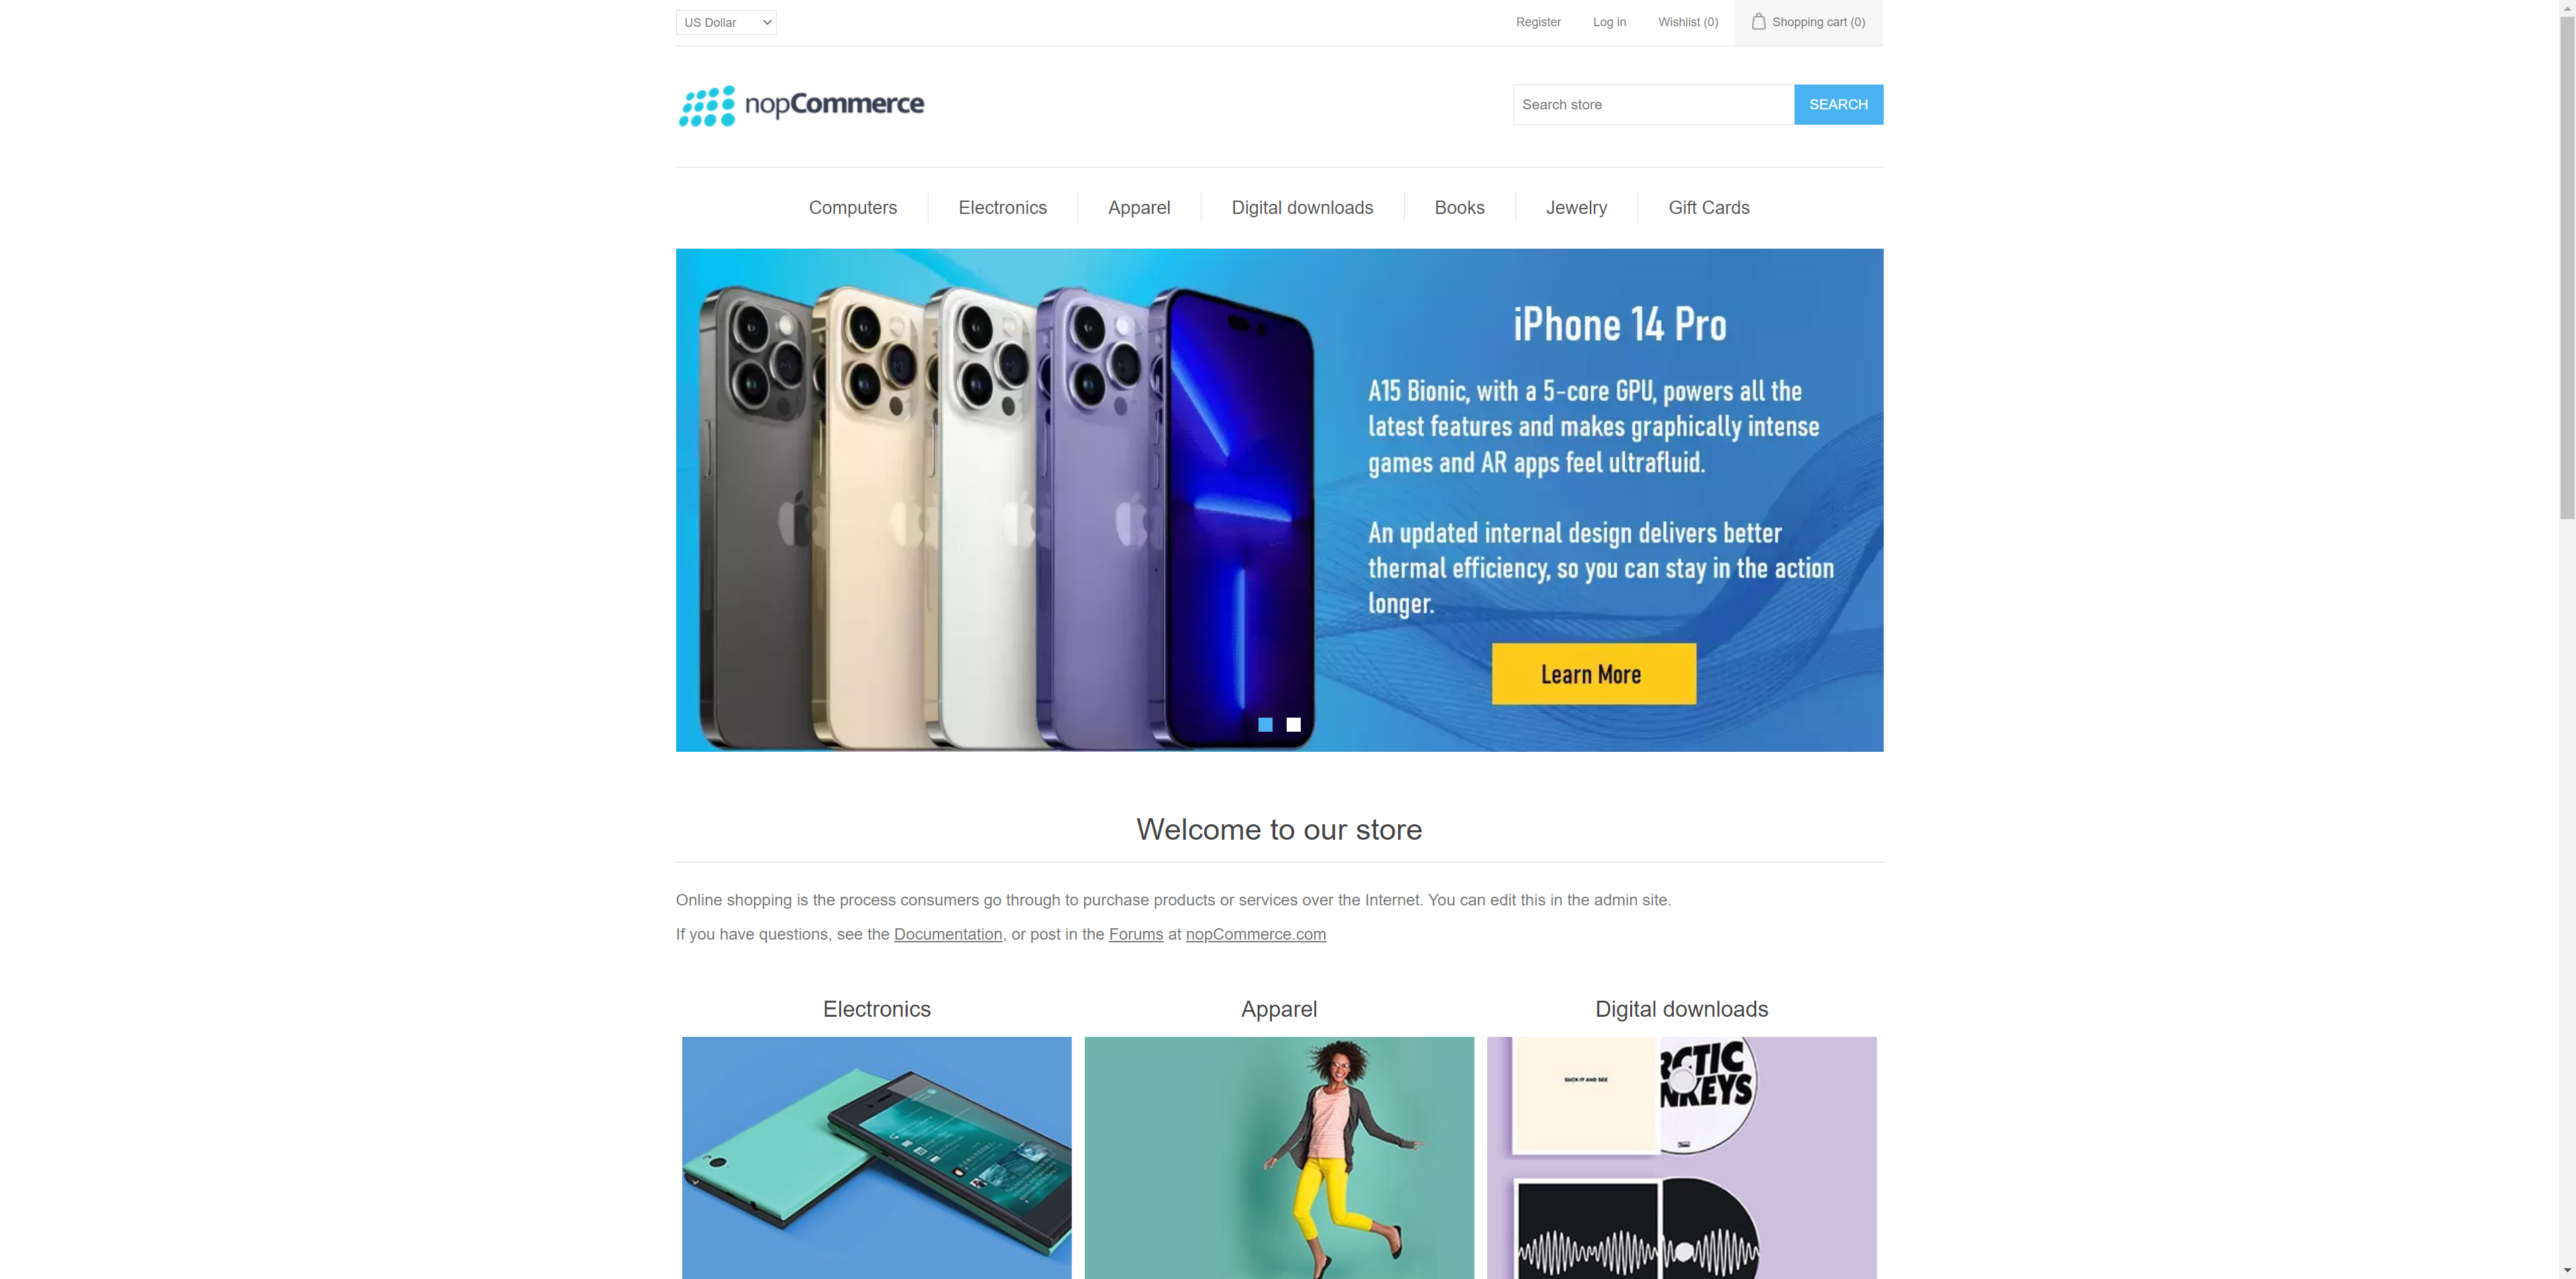 US Dollar
Register
Log in
Wishlist (0)
Shopping cart (0)
nopCommerce
Search store
SEARCH
Computers
Electronics
Apparel
Digital downloads
Books
Jewelry
Gift Cards
iPhone 14 Pro
A15 Bionic, with a 5-core GPU, powers all the
latest features and makes graphically intense
games and AR apps feel ultrafluid.
An updated internal design delivers better
thermal efficiency, so you can stay in the action
longer.
Learn More
Welcome to our store
Online shopping is the process consumers go through to purchase products or services over the Internet. You can edit this in the admin site.
If you have questions, see the Documentation, or post in the Forums at nopCommerce.com
Electronics
Apparel
Digital downloads
SUCK IT AND SEE
RCTIC
NKEYS